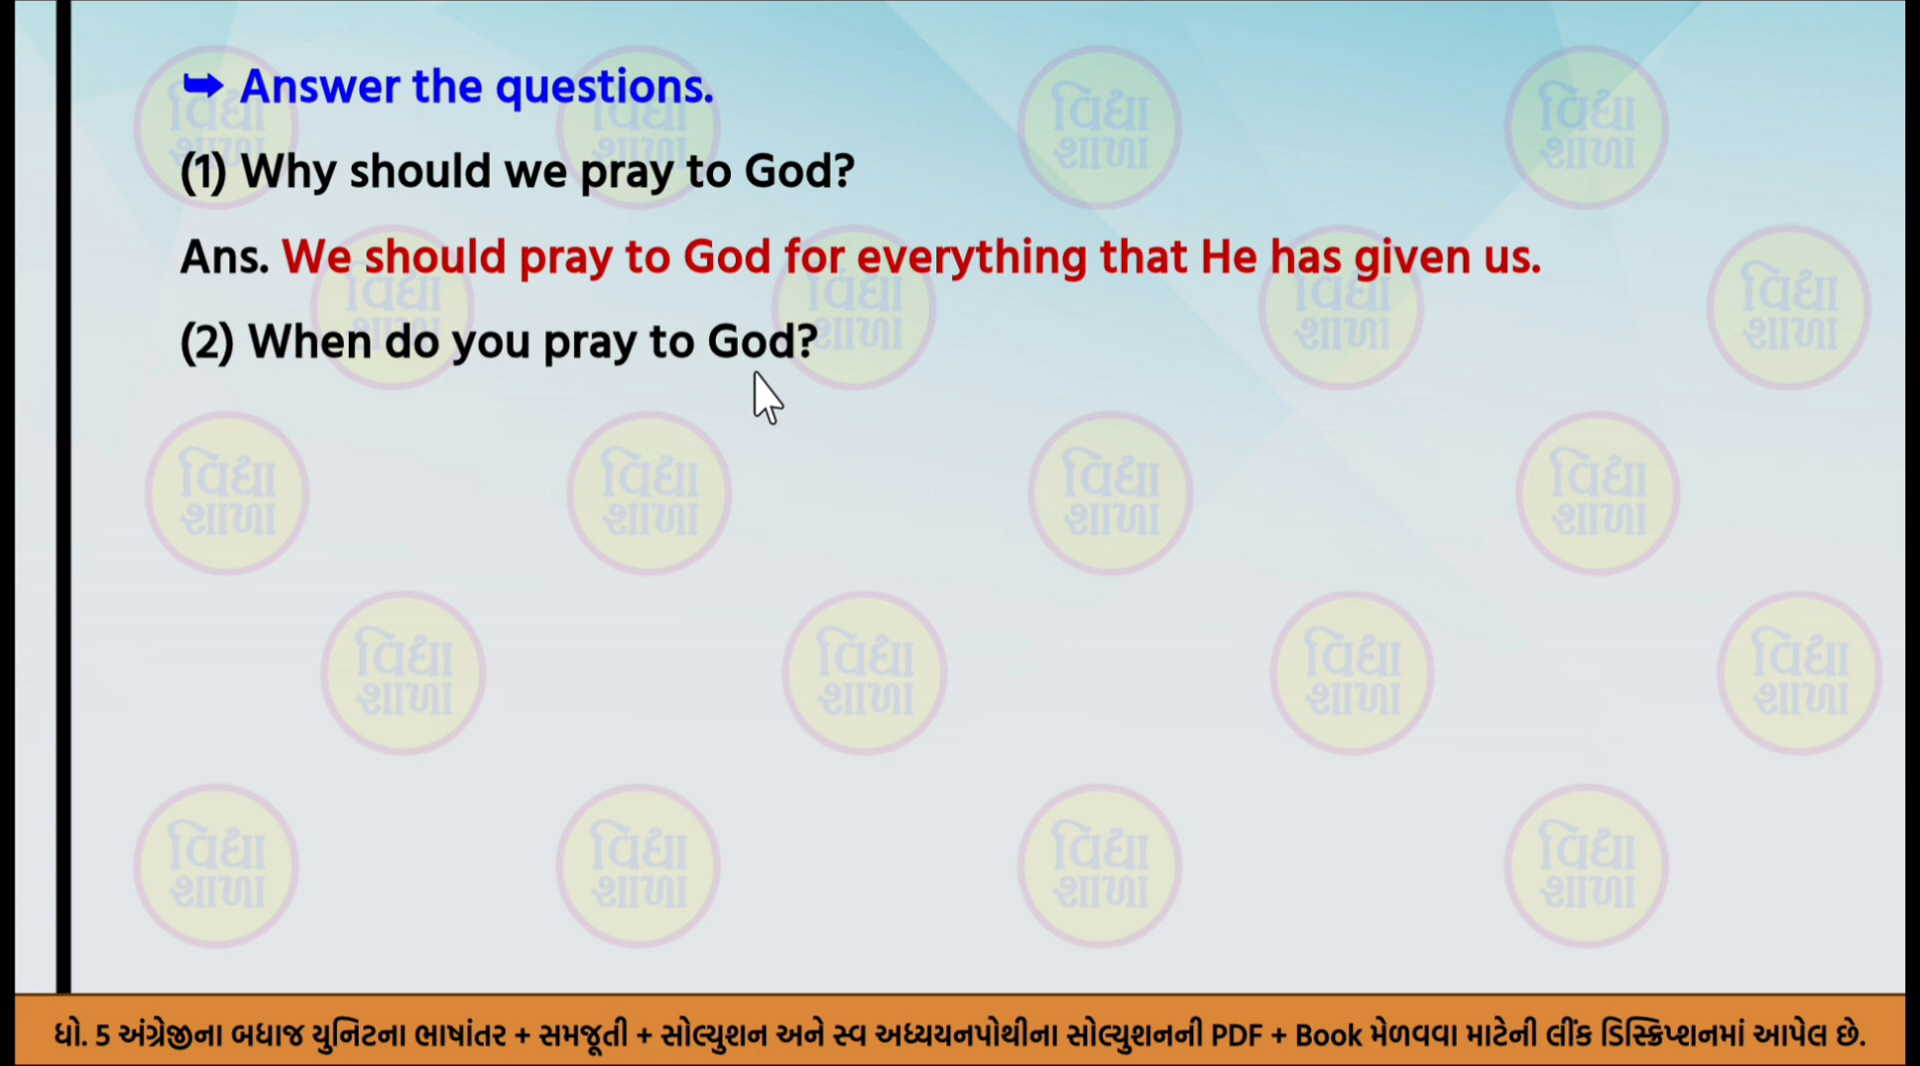 ➥ Answer the questions.
(1) Why should we pray to God?
Ans. We should pray to God for everything that He has given us.
(2) When do you pray to God?
વિદ્યા શાળા
ધો. 5 અંગ્રેજીના બધાજ યુનિટના ભાષાંતર + સમજૂતી + સોલ્યુશન અને સ્વ અધ્યયનપોથીના સોલ્યુશનની PDF + Book મેળવવા માટેની લીંક ડિસ્ક્રિપ્શનમાં આપેલ છે.